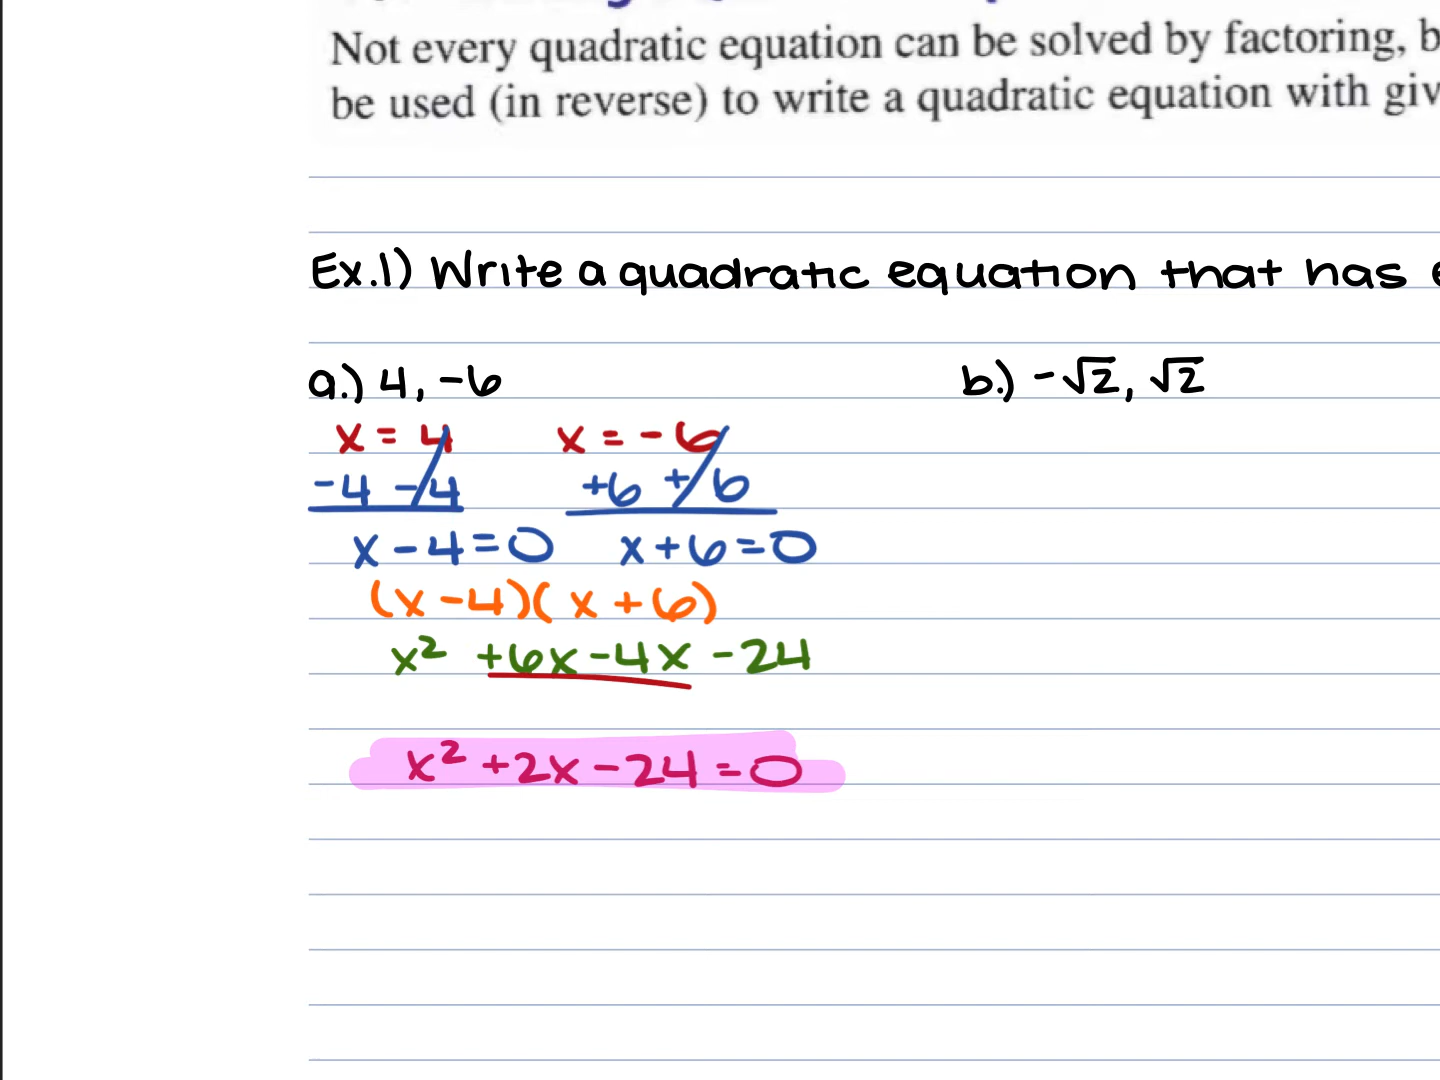 Not every quadratic equation can be solved by factoring, b
be used (in reverse) to write a quadratic equation with giv
Ex.1) Write a quadratic equation that has
a.) 4, -6
x = 4 x = -6
-4 -4 +6 +6
x - 4 = 0 x + 6 = 0
(x - 4)(x + 6)
x² +6x - 4x - 24
x² + 2x - 24 = 0
b.) -√2, √2